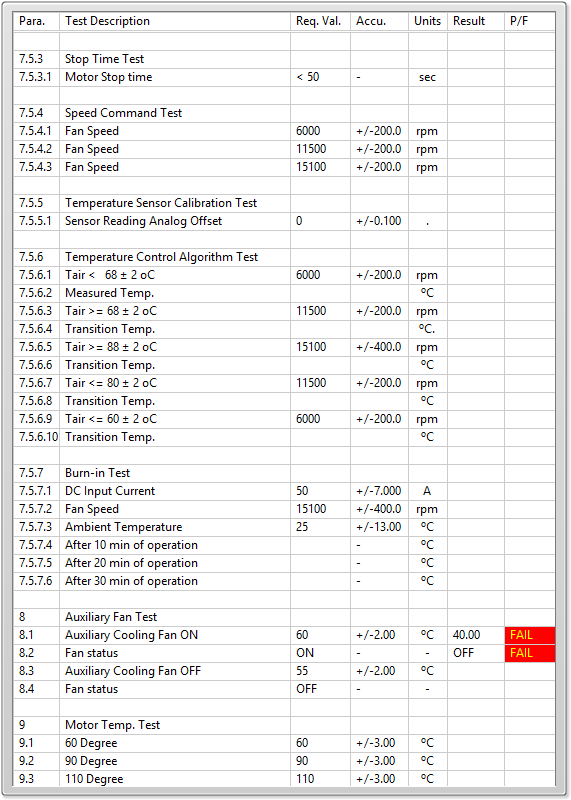 Para. Test Description Req. Val. Accu. Units Result P/F
7.5.3 Stop Time Test
7.5.3.1 Motor Stop time < 50 - sec
7.5.4 Speed Command Test
7.5.4.1 Fan Speed 6000 +/-200.0 rpm
7.5.4.2 Fan Speed 11500 +/-200.0 rpm
7.5.4.3 Fan Speed 15100 +/-200.0 rpm
7.5.5 Temperature Sensor Calibration Test
7.5.5.1 Sensor Reading Analog Offset 0 +/-0.100 .
7.5.6 Temperature Control Algorithm Test
7.5.6.1 Tair < 68 ± 2 oC 6000 +/-200.0 rpm
7.5.6.2 Measured Temp. ºC
7.5.6.3 Tair >= 68 ± 2 oC 11500 +/-200.0 rpm
7.5.6.4 Transition Temp. ºC.
7.5.6.5 Tair >= 88 ± 2 oC 15100 +/-400.0 rpm
7.5.6.6 Transition Temp. ºC
7.5.6.7 Tair <= 80 ± 2 oC 11500 +/-200.0 rpm
7.5.6.8 Transition Temp. ºC
7.5.6.9 Tair <= 60 ± 2 oC 6000 +/-200.0 rpm
7.5.6.10 Transition Temp. ºC
7.5.7 Burn-in Test
7.5.7.1 DC Input Current 50 +/-7.000 A
7.5.7.2 Fan Speed 15100 +/-400.0 rpm
7.5.7.3 Ambient Temperature 25 +/-13.00 ºC
7.5.7.4 After 10 min of operation - ºC
7.5.7.5 After 20 min of operation - ºC
7.5.7.6 After 30 min of operation - ºC
8 Auxiliary Fan Test
8.1 Auxiliary Cooling Fan ON 60 +/-2.00 ºC 40.00 FAIL
8.2 Fan status ON - - OFF FAIL
8.3 Auxiliary Cooling Fan OFF 55 +/-2.00 ºC
8.4 Fan status OFF - -
9 Motor Temp. Test
9.1 60 Degree 60 +/-3.00 ºC
9.2 90 Degree 90 +/-3.00 ºC
9.3 110 Degree 110 +/-3.00 ºC